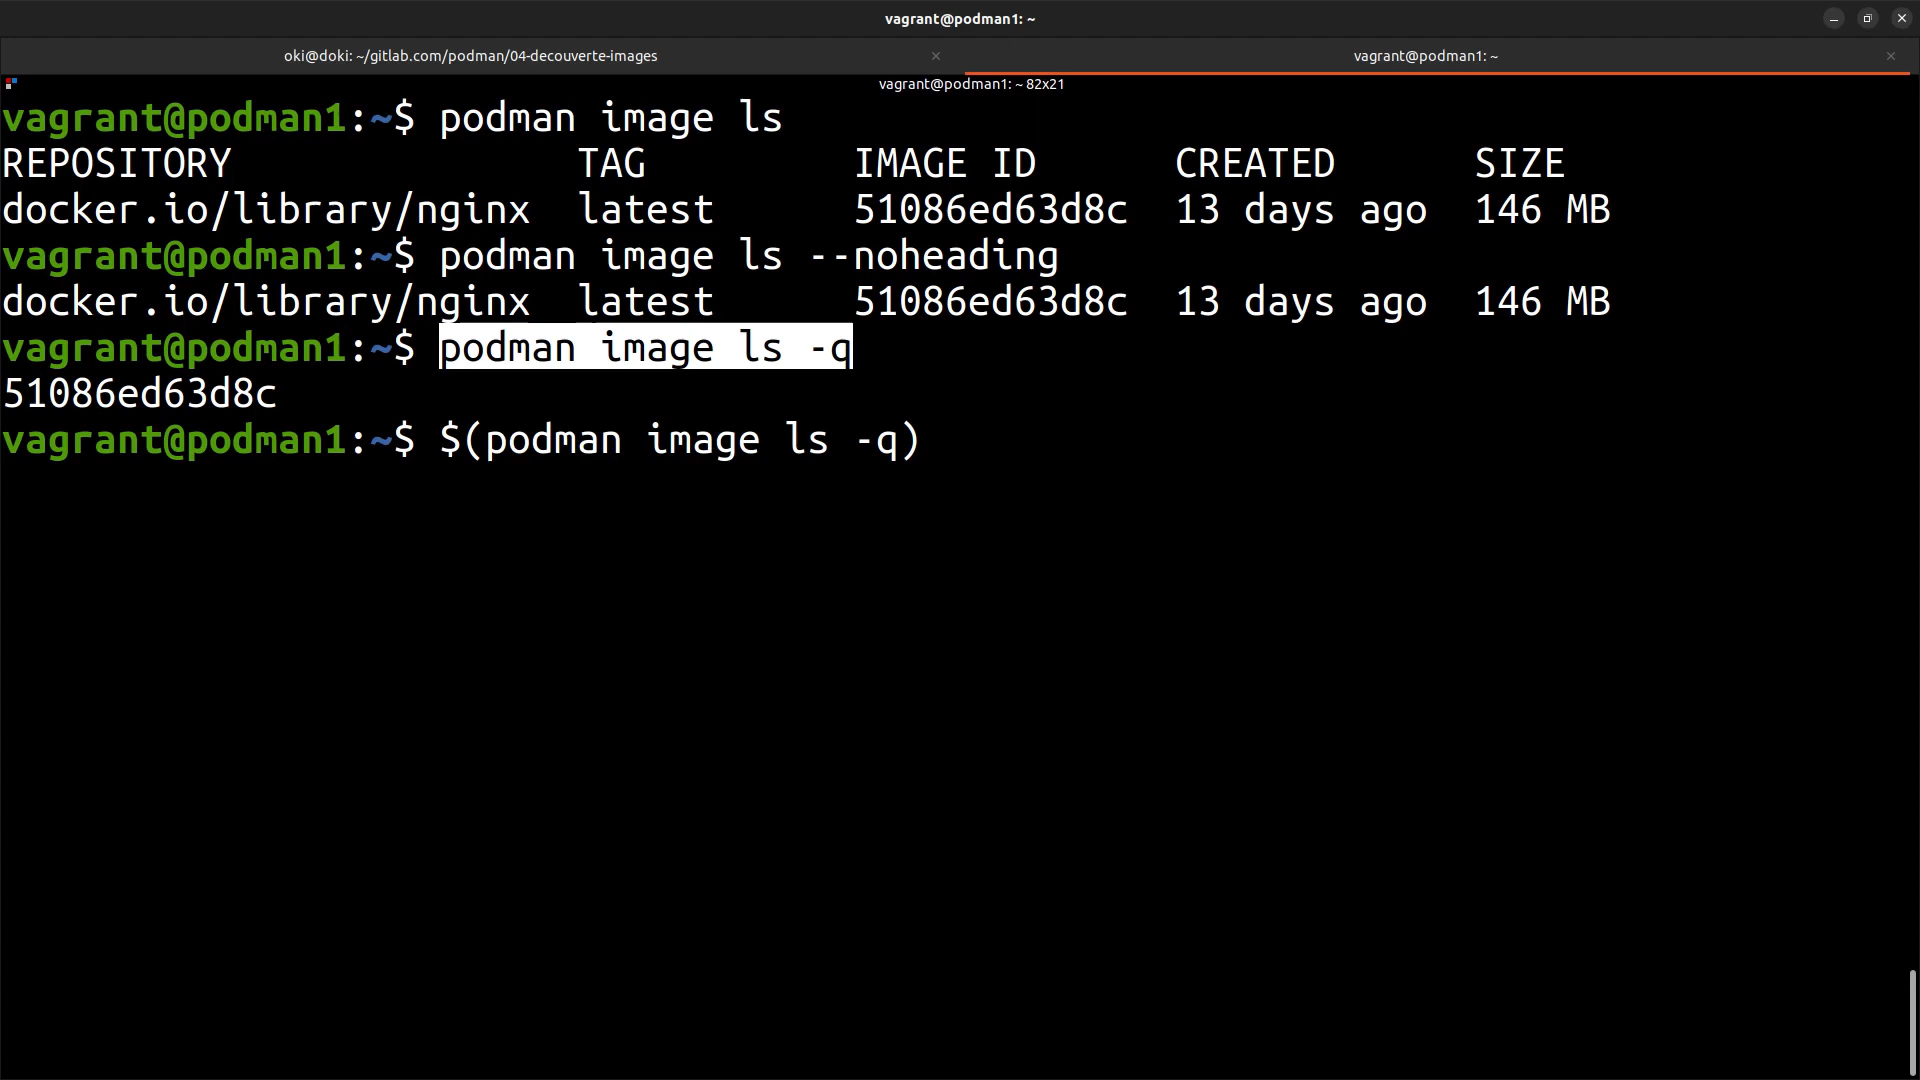 vagrant@podman1: ~
oki@doki: ~/gitlab.com/podman/04-decouverte-images
vagrant@podman1: ~
vagrant@podman1: ~ 82x21
vagrant@podman1:~$ podman image ls
REPOSITORY TAG IMAGE ID CREATED SIZE
docker.io/library/nginx latest 51086ed63d8c 13 days ago 146 MB
vagrant@podman1:~$ podman image ls --noheading
docker.io/library/nginx latest 51086ed63d8c 13 days ago 146 MB
vagrant@podman1:~$ podman image ls -q
51086ed63d8c
vagrant@podman1:~$ $(podman image ls -q)